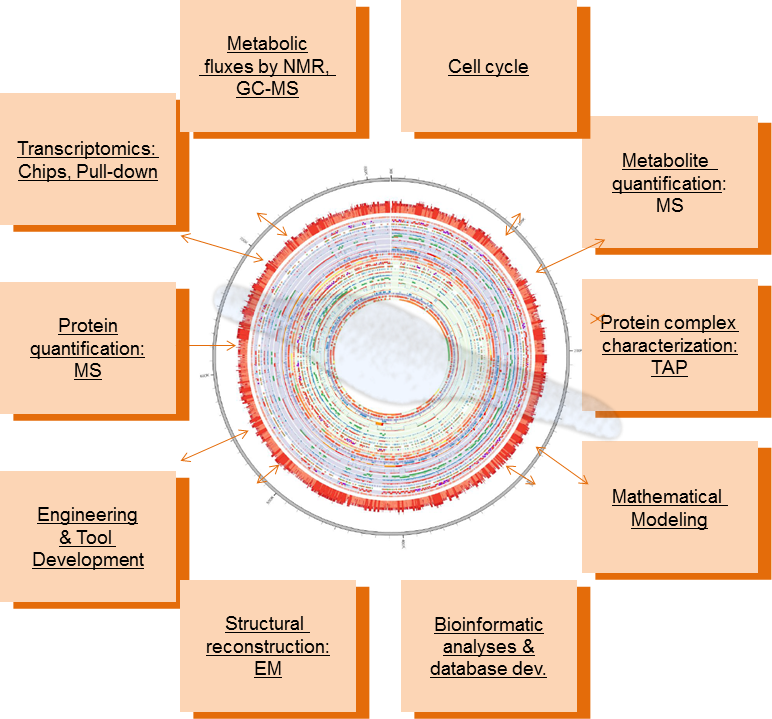 Metabolic
fluxes by NMR,
GC-MS
Cell cycle
Transcriptomics:
Chips, Pull-down
Metabolite
quantification:
MS
Protein
quantification:
MS
Protein complex
characterization:
TAP
Engineering
& Tool
Development
Mathematical
Modeling
Structural
reconstruction:
EM
Bioinformatic
analyses &
database dev.